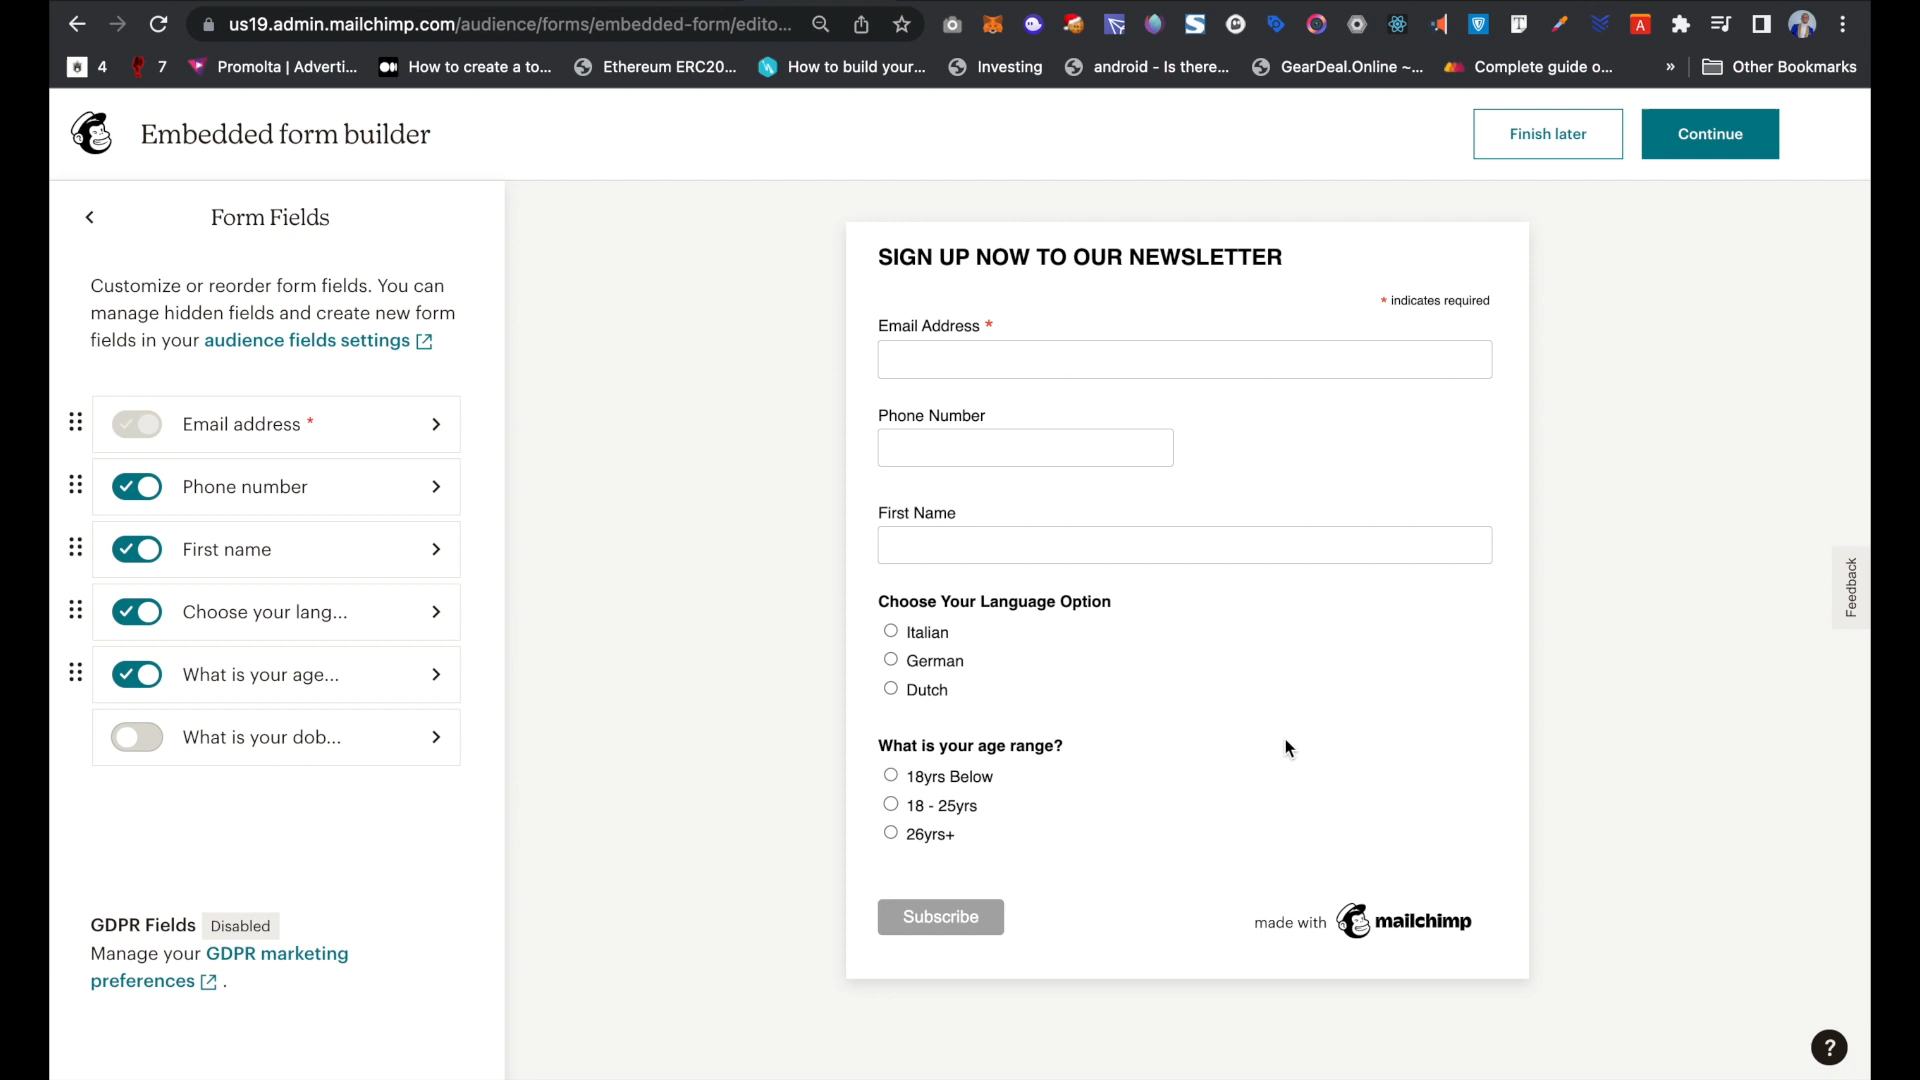 us19.admin.mailchimp.com/audience/forms/embedded-form/edito...
4
7
Promolta | Adverti...
How to create a to...
Ethereum ERC20...
How to build your...
Investing
android - Is there...
GearDeal.Online ~...
Complete guide o...
»
Other Bookmarks
Embedded form builder
Finish later
Continue
Form Fields
Customize or reorder form fields. You can
manage hidden fields and create new form
fields in your audience fields settings
Email address *
Phone number
First name
Choose your lang...
What is your age...
What is your dob...
GDPR Fields Disabled
Manage your GDPR marketing
preferences .
SIGN UP NOW TO OUR NEWSLETTER
* indicates required
Email Address *
Phone Number
First Name
Choose Your Language Option
Italian
German
Dutch
What is your age range?
18yrs Below
18 - 25yrs
26yrs+
Subscribe
made with mailchimp
Feedback
?